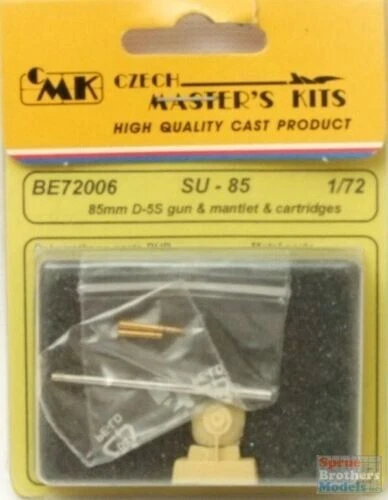 CMK CZECH
MASTER'S KITS
HIGH QUALITY CAST PRODUCT
BE72006 SU - 85 1/72
85mm D-5S gun & mantlet & cartridges
Sprue
Brothers
Models LLC